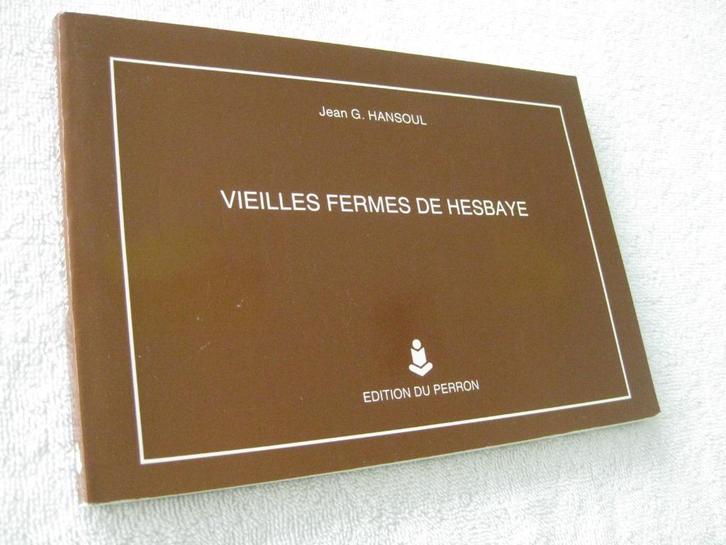 Jean G. HANSOUL
VIEILLES FERMES DE HESBAYE
EDITION DU PERRON